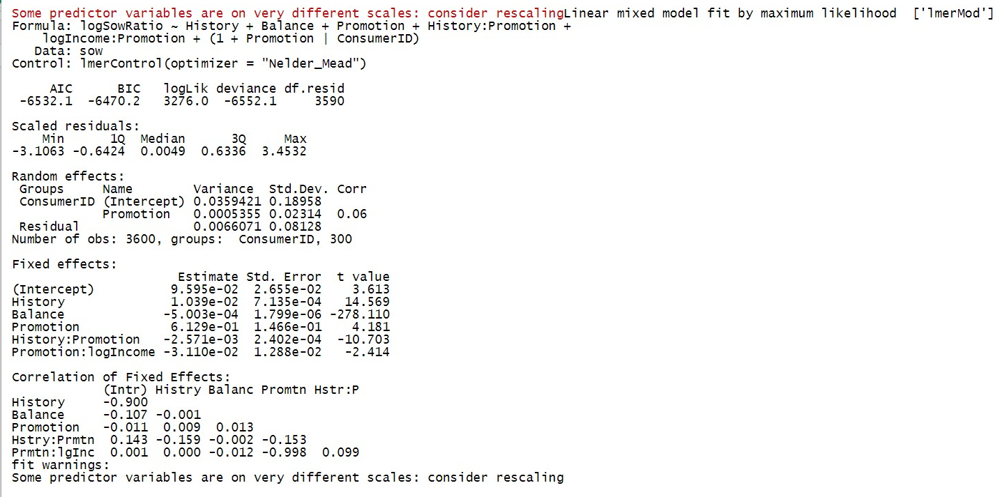 Some predictor variables are on very different scales: consider rescalingLinear mixed model fit by maximum likelihood  ['lmerMod']
Formula: logSowRatio ~ History + Balance + Promotion + History:Promotion +
    logIncome:Promotion + (1 + Promotion | ConsumerID)
   Data: sow
Control: lmerControl(optimizer = "Nelder_Mead")

     AIC      BIC   logLik deviance df.resid
 -6532.1  -6470.2   3276.0  -6552.1     3590

Scaled residuals:
    Min      1Q  Median      3Q     Max
-3.1063 -0.6424  0.0049  0.6336  3.4532

Random effects:
 Groups     Name        Variance  Std.Dev. Corr
 ConsumerID (Intercept) 0.0359421 0.18958
            Promotion   0.0005355 0.02314  0.06
 Residual               0.0066071 0.08128
Number of obs: 3600, groups:  ConsumerID, 300

Fixed effects:
                      Estimate Std. Error  t value
(Intercept)          9.595e-02  2.655e-02    3.613
History              1.039e-02  7.135e-04   14.569
Balance             -5.003e-04  1.799e-06 -278.110
Promotion            6.129e-01  1.466e-01    4.181
History:Promotion   -2.571e-03  2.402e-04  -10.703
Promotion:logIncome -3.110e-02  1.288e-02   -2.414

Correlation of Fixed Effects:
            (Intr) Histry Balanc Promtn Hstr:P
History     -0.900
Balance     -0.107 -0.001
Promotion   -0.011  0.009  0.013
Hstry:Prmtn  0.143 -0.159 -0.002 -0.153
Prmtn:lgInc  0.001  0.000 -0.012 -0.998  0.099
fit warnings:
Some predictor variables are on very different scales: consider rescaling